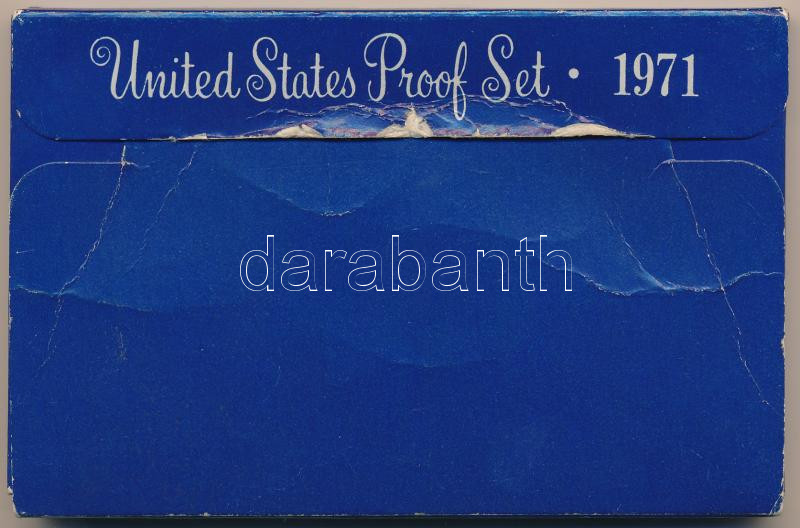 United States Proof Set · 1971
darabanth